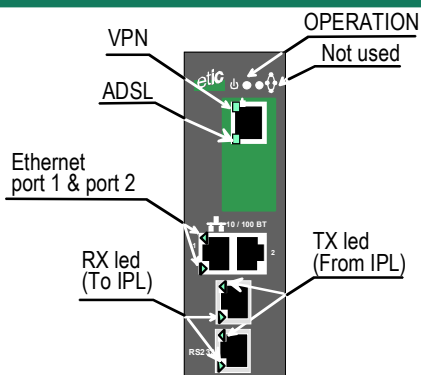 OPERATION
VPN
Not used
etic
ADSL
Ethernet
port 1 & port 2
10 / 100 BT
1
2
RX led
(To IPL)
TX led
(From IPL)
RS23